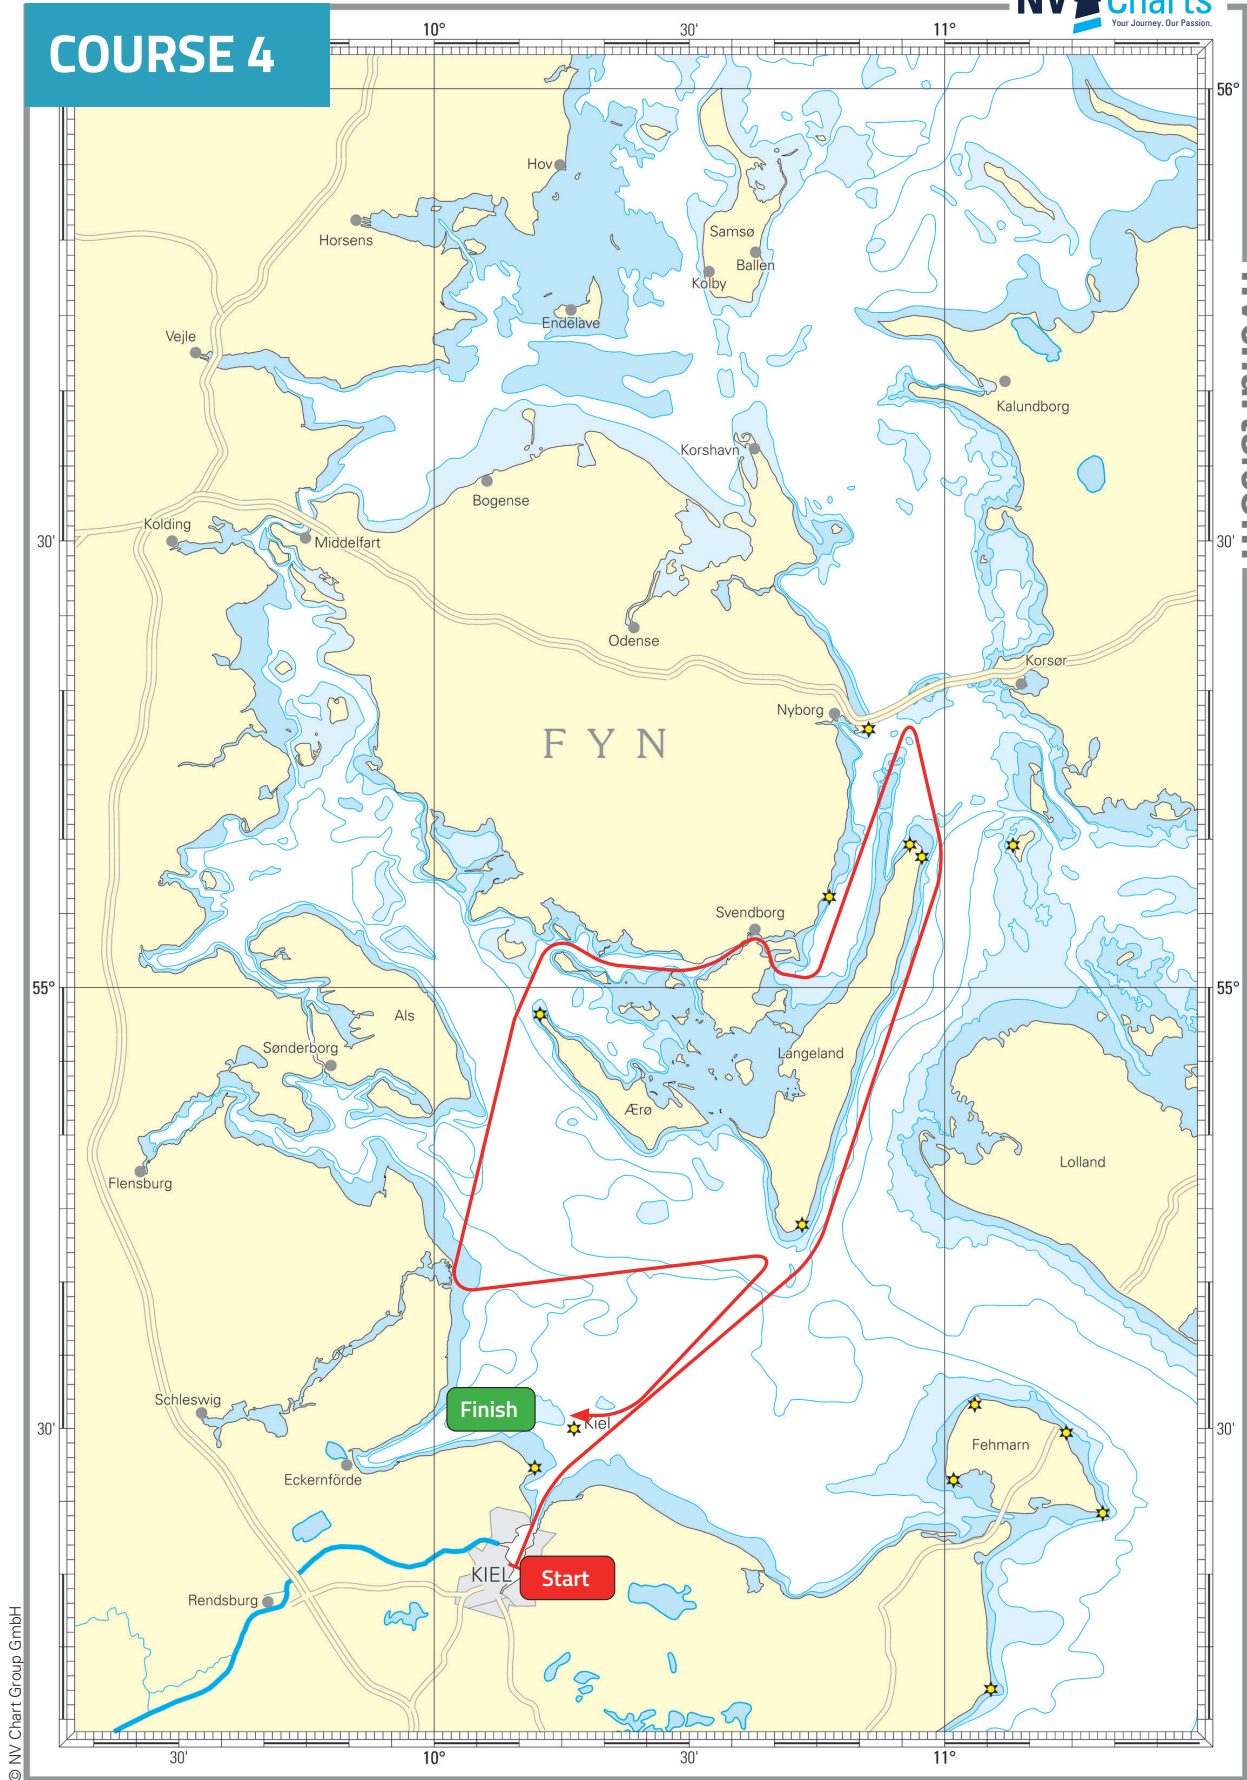 COURSE 4
Charts
Your Journey. Our Passion.
10°
30'
11°
56°
Hov
Horsens
Samsø
Ballen
Kolby
Endelave
Vejle
Kalundborg
Korshavn
Bogense
Kolding
30'
30'
Middelfart
Odense
Korsør
Nyborg
FYN
Svendborg
55°
55°
Als
Sønderborg
Langeland
Ærø
Lolland
Flensburg
Schleswig
Finish
Kiel
30'
30'
Fehmarn
Eckernförde
KIEL
Start
Rendsburg
© NV Chart Group GmbH
30'
10°
30'
11°